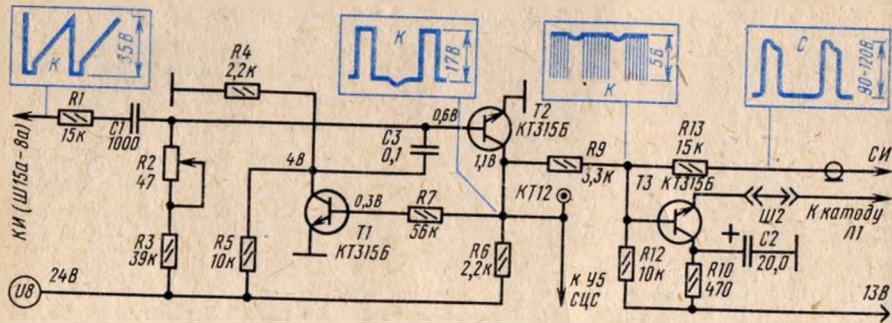 К
35В
R4
2,2к
К
17В
К
5В
С
90-120В
R1
15к
C1
1000
0,6В
Т2
КТ315Б
C3
0,1
R13
15к
1,1В
R9
3,3к
СИ
КИ (Ш15а-8а)
R2
47
4В
0,3В
R7
56к
КТ12
Т3
КТ315Б
Ш2
К катоду
Л1
Т1
КТ315Б
R3
39к
R5
10к
R6
2,2к
R12
10к
+
C2
20,0
R10
470
К У5
СЦС
U8
24В
13В